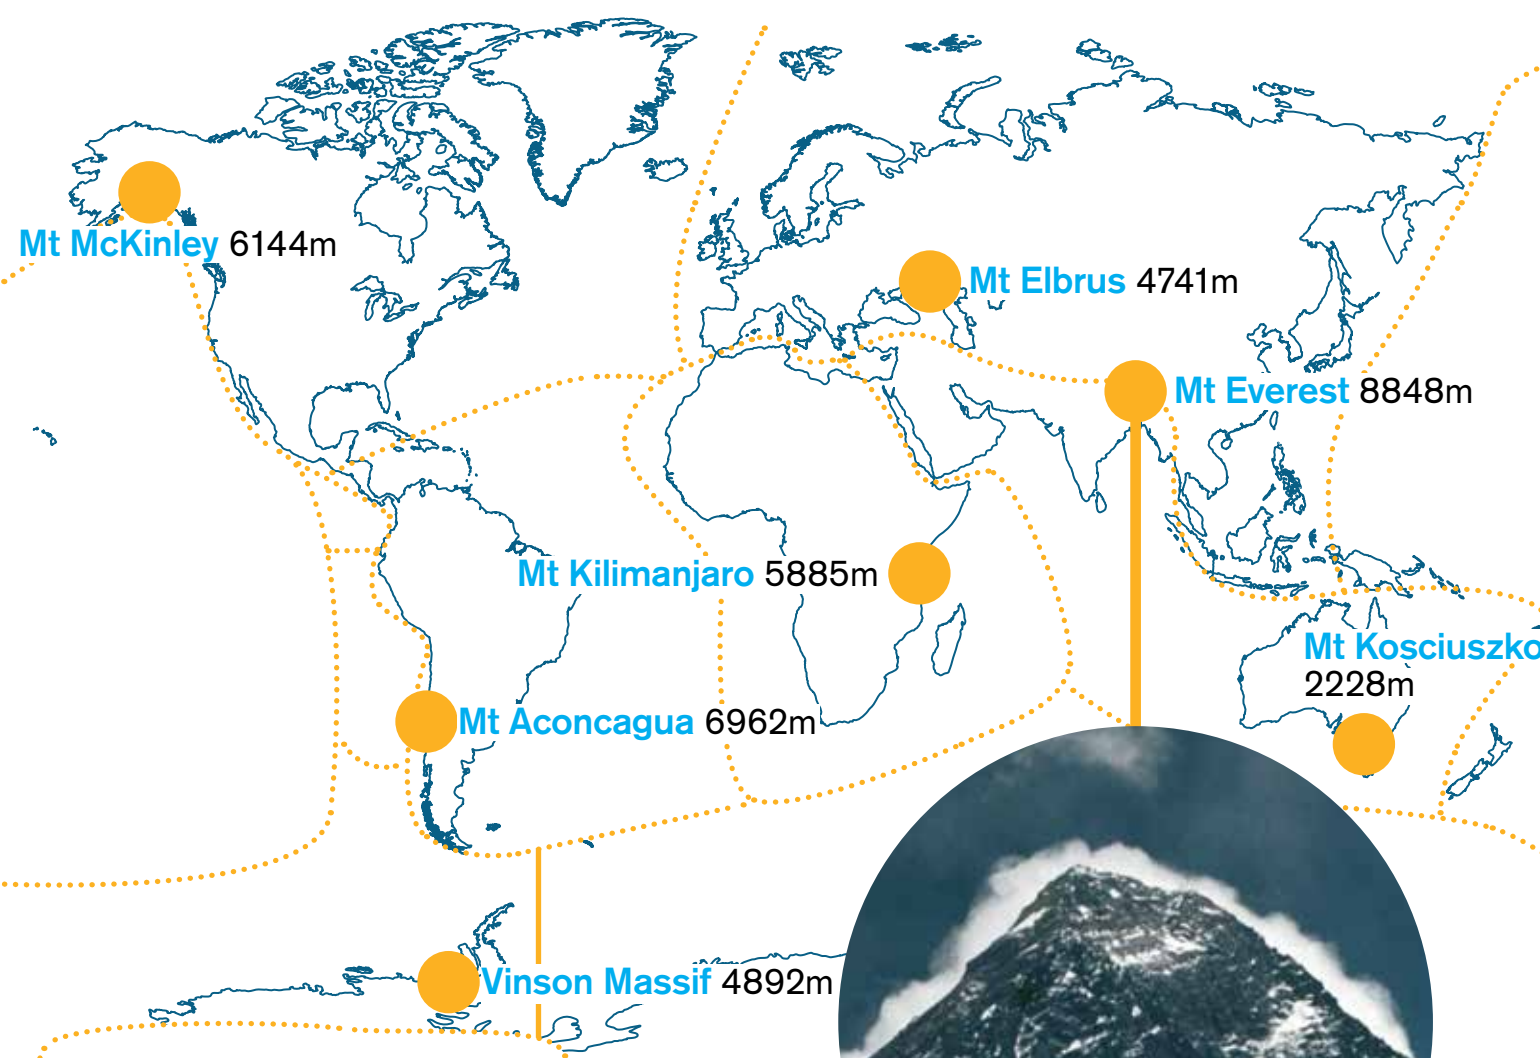 Mt McKinley 6144m
Mt Elbrus 4741m
Mt Everest 8848m
Mt Kilimanjaro 5885m
Mt Kosciuszko
2228m
Mt Aconcagua 6962m
Vinson Massif 4892m